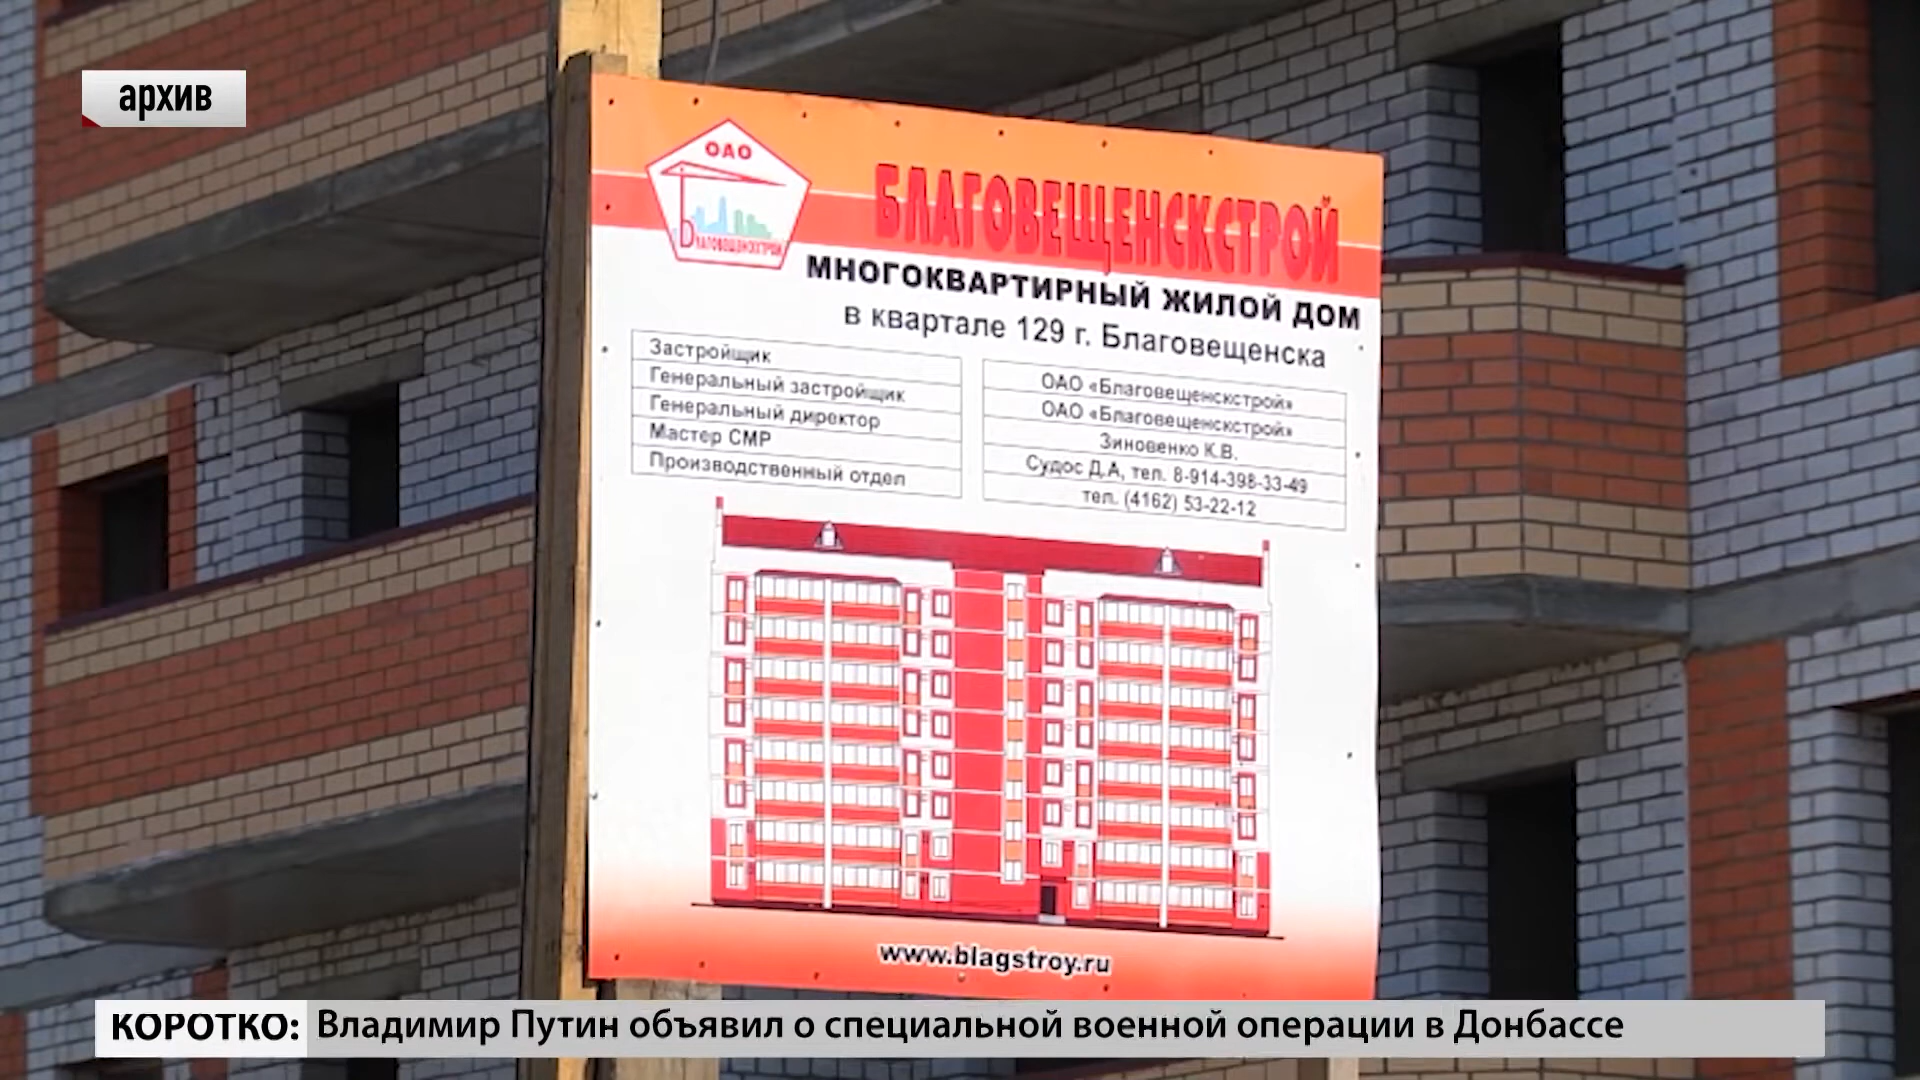 архив
ОАО
Благовещенскстрой
БЛАГОВЕЩЕНСКСТРОЙ
МНОГОКВАРТИРНЫЙ ЖИЛОЙ ДОМ
в квартале 129 г. Благовещенска
Застройщик
Генеральный застройщик
Генеральный директор
Мастер СМР
Производственный отдел
ОАО «Благовещенскстрой»
ОАО «Благовещенскстрой»
Зиновенко К.В.
Судос Д.А, тел. 8-914-398-33-49
тел. (4162) 53-22-12
www.blagstroy.ru
КОРОТКО: Владимир Путин объявил о специальной военной операции в Донбассе